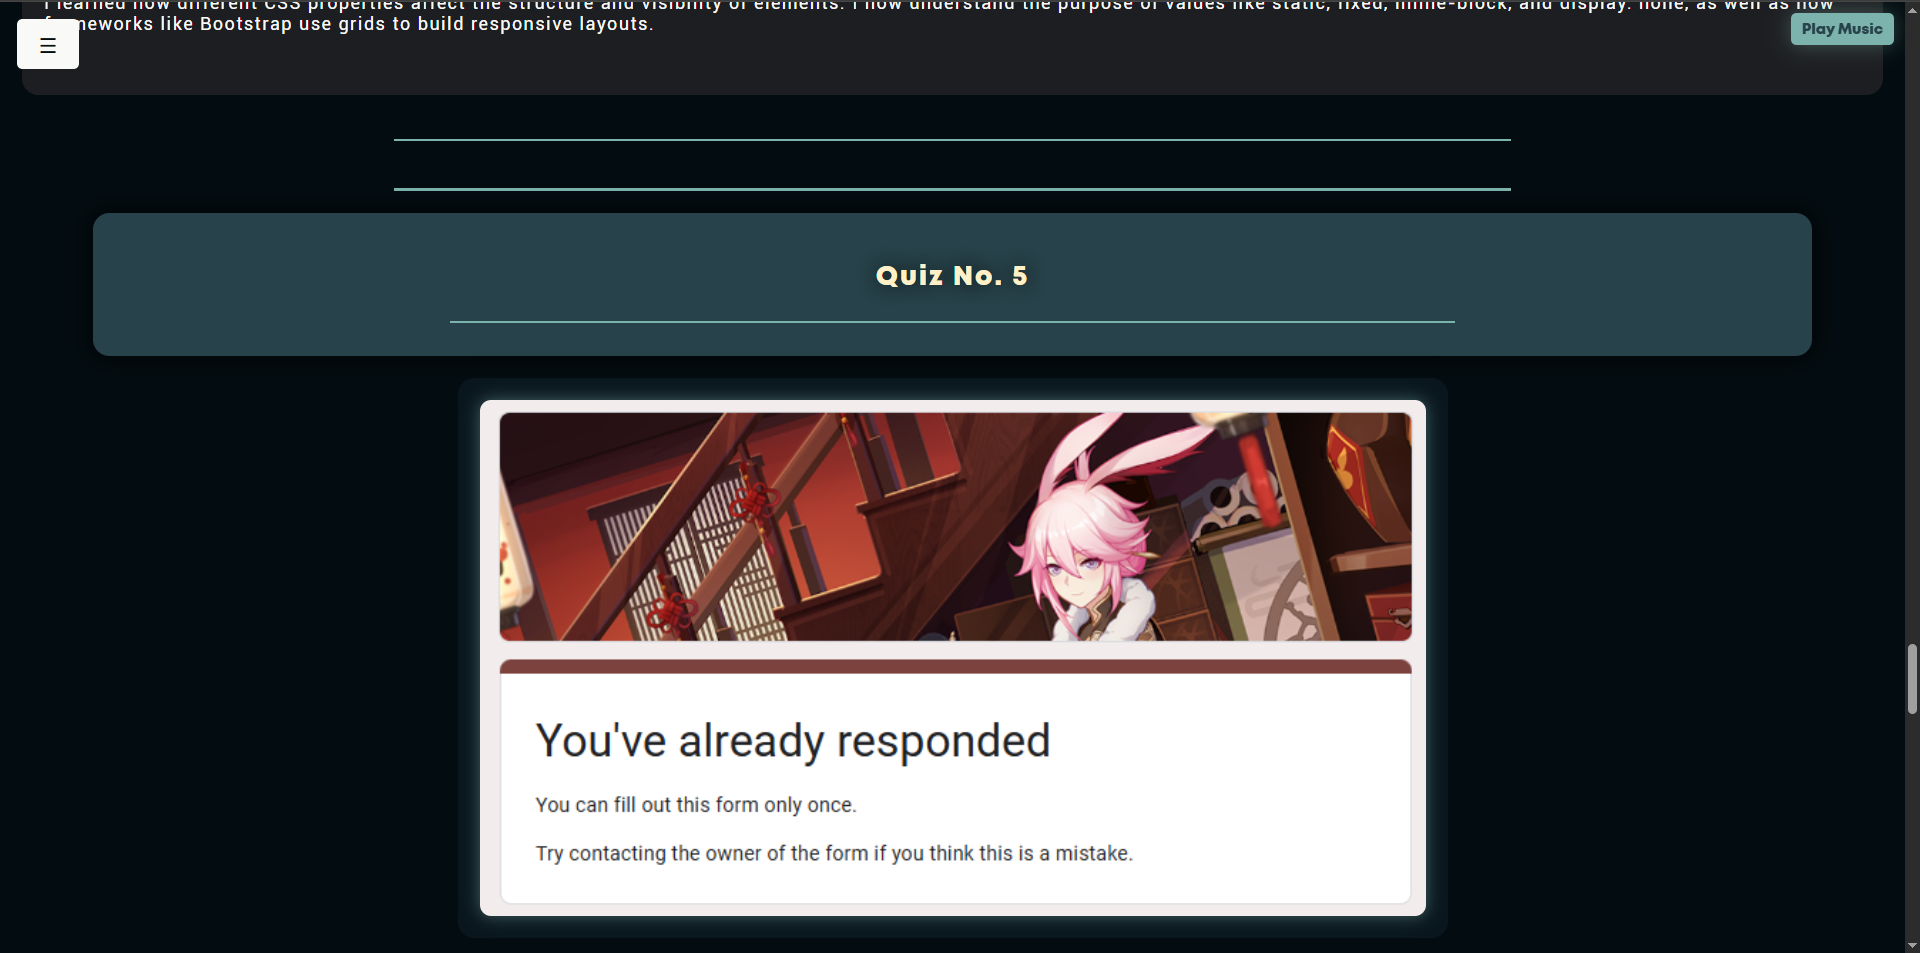 I learned how different CSS properties affect the structure and visibility of elements. I now understand the purpose of values like static, fixed, inline-block, and display: none, as well as how
meworks like Bootstrap use grids to build responsive layouts.
☰
Play Music
Quiz No. 5
You've already responded
You can fill out this form only once.
Try contacting the owner of the form if you think this is a mistake.